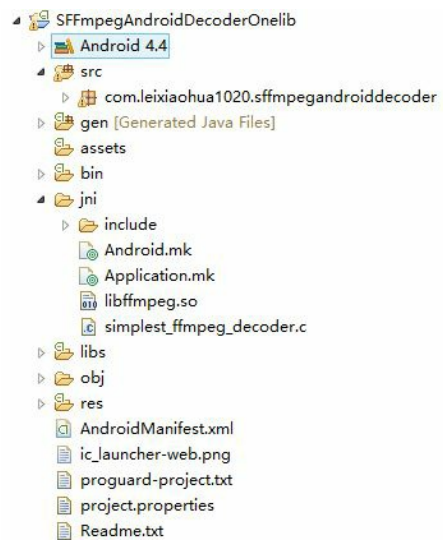 SFFmpegAndroidDecoderOnelib
Android 4.4
src
com.leixiaohua1020.sffmpegandroiddecoder
gen [Generated Java Files]
assets
bin
jni
include
Android.mk
Application.mk
libffmpeg.so
simplest_ffmpeg_decoder.c
libs
obj
res
AndroidManifest.xml
ic_launcher-web.png
proguard-project.txt
project.properties
Readme.txt